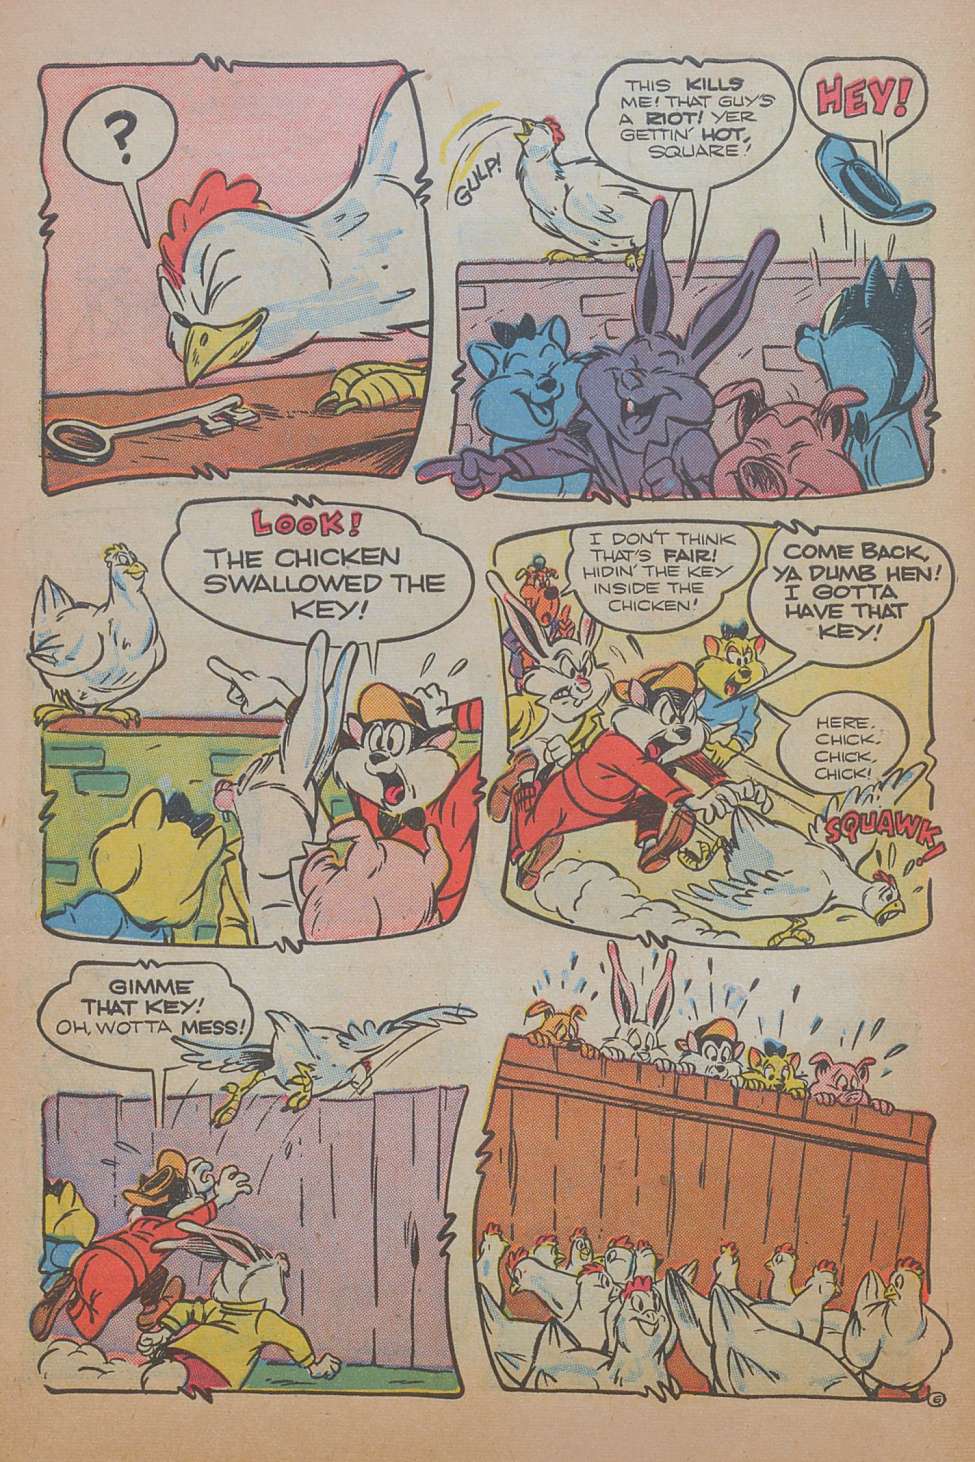 ?
GULP!
THIS KILLS
ME! THAT GUY'S
A RIOT! YER
GETTIN' HOT,
SQUARE!
HEY!
LOOK!
THE CHICKEN
SWALLOWED THE
KEY!
I DON'T THINK
THAT'S FAIR!
HIDIN' THE KEY
INSIDE THE
CHICKEN!
COME BACK,
YA DUMB HEN!
I GOTTA
HAVE THAT
KEY!
HERE,
CHICK,
CHICK,
CHICK!
SQUAWK!
GIMME
THAT KEY!
OH, WOTTA MESS!
6